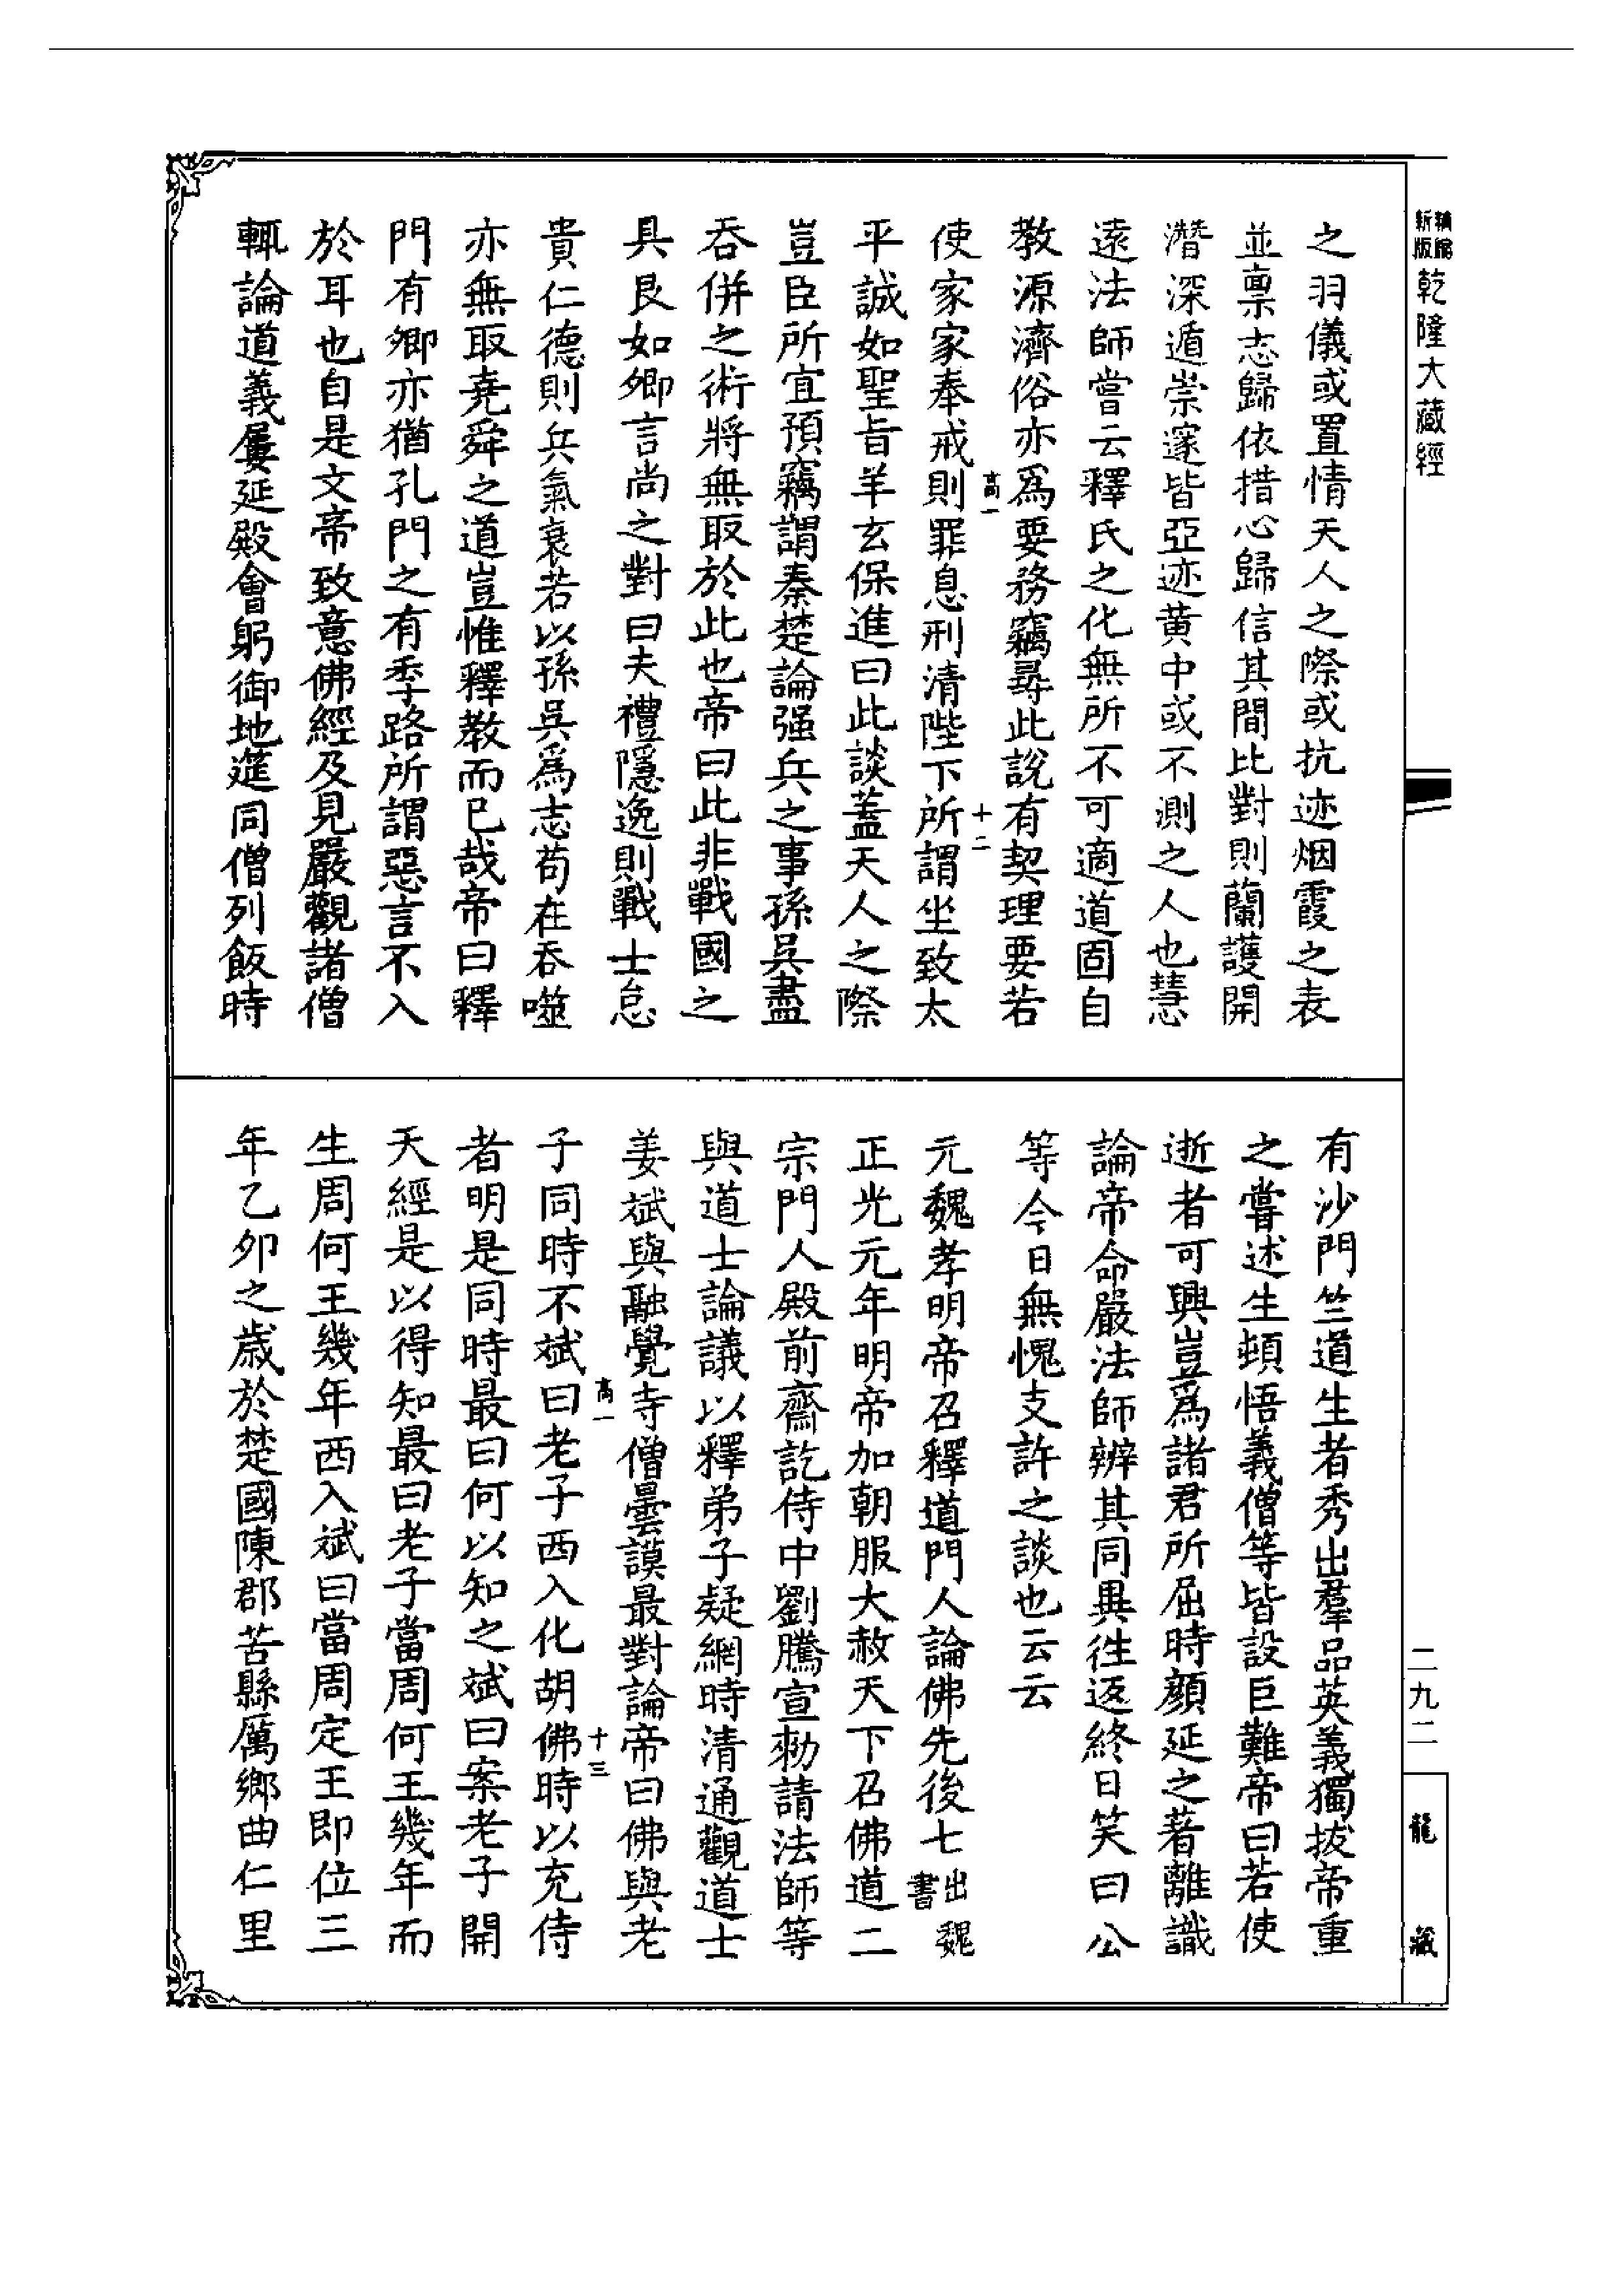 新編
新版
乾隆大藏經
之羽儀或置情天人之際或抗迹烟霞之表
並稟志歸依措心歸信其間比對則蘭護開
潛深遁崇邃皆亞迹黃中或不測之人也慧
遠法師嘗云釋氏之化無所不可適道固自
教源濟俗亦為要務竊尋此說有契理要若
高一
十二
使家家奉戒則罪息刑清陛下所謂坐致太
平誠如聖旨羊玄保進曰此談蓋天人之際
豈臣所宜預竊謂秦楚論强兵之事孫吳盡
吞併之術將無取於此也帝曰此非戰國之
具良如卿言尚之對曰夫禮隱逸則戰士怠
貴仁德則兵氣衰若以孫吳為志茍在吞噬
亦無取堯舜之道豈惟釋教而已哉帝曰釋
門有卿亦猶孔門之有季路所謂惡言不入
於耳也自是文帝致意佛經及見嚴觀諸僧
輒論道義屢延殿會躬御地筵同僧列飯時
有沙門竺道生者秀出羣品英義獨拔帝重
之嘗述生頓悟義僧等皆設巨難帝曰若使
逝者可興豈為諸君所屈時顏延之著離識
論帝命嚴法師辨其同異往返終日笑曰公
等今日無愧支許之談也云云
元魏孝明帝召釋道門人論佛先後七 出魏
書
正光元年明帝加朝服大赦天下召佛道二
宗門人殿前齋訖侍中劉騰宣勑請法師等
與道士論議以釋弟子疑網時清通觀道士
姜斌與融覺寺僧曇謨最對論帝曰佛與老
高一
十三
子同時不斌曰老子西入化胡佛時以充侍
者明是同時最曰何以知之斌曰案老子開
天經是以得知最曰老子當周何王幾年而
生周何王幾年西入斌曰當周定王即位三
年乙卯之歲於楚國陳郡苦縣厲鄉曲仁里
二九二
龍藏